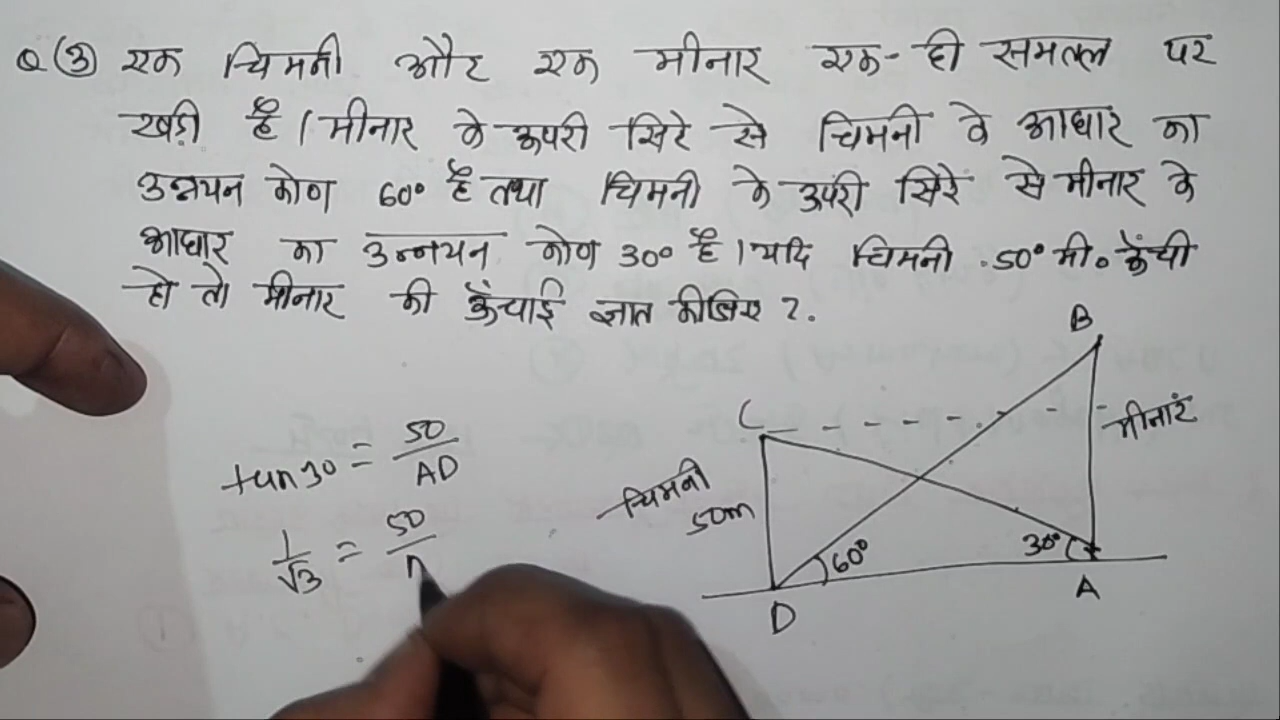 Q(3) एक चिमनी और एक मीनार एक-ही समतल पर
खड़ी है। मीनार के ऊपरी सिरे से चिमनी के आधार का
उन्नयन कोण 60° है तथा चिमनी के ऊपरी सिरे से मीनार के
आधार का उन्नयन कोण 30° है। यदि चिमनी 50° मी० ऊँची
हो तो मीनार की ऊँचाई ज्ञात कीजिए?.
B
C
मीनार
tan30 = 50/AD
चिमनी
50m
1/√3 = 50/
60°
30°
D
A